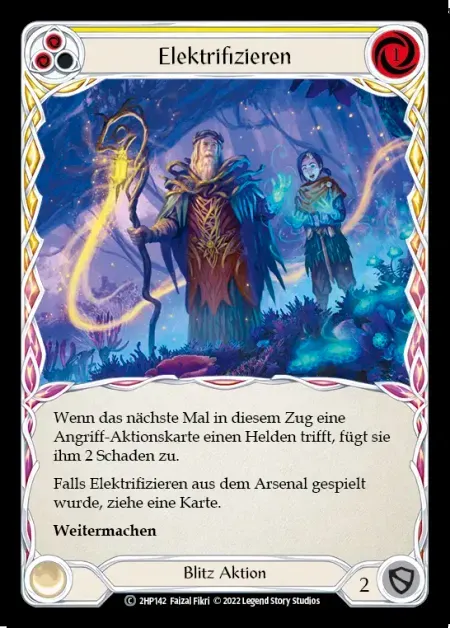 Elektrifizieren
1
Wenn das nächste Mal in diesem Zug eine
Angriff-Aktionskarte einen Helden trifft, fügt sie
ihm 2 Schaden zu.
Falls Elektrifizieren aus dem Arsenal gespielt
wurde, ziehe eine Karte.
Weitermachen
Blitz Aktion
2
C 2HP142 Faizal Fikri © 2022 Legend Story Studios